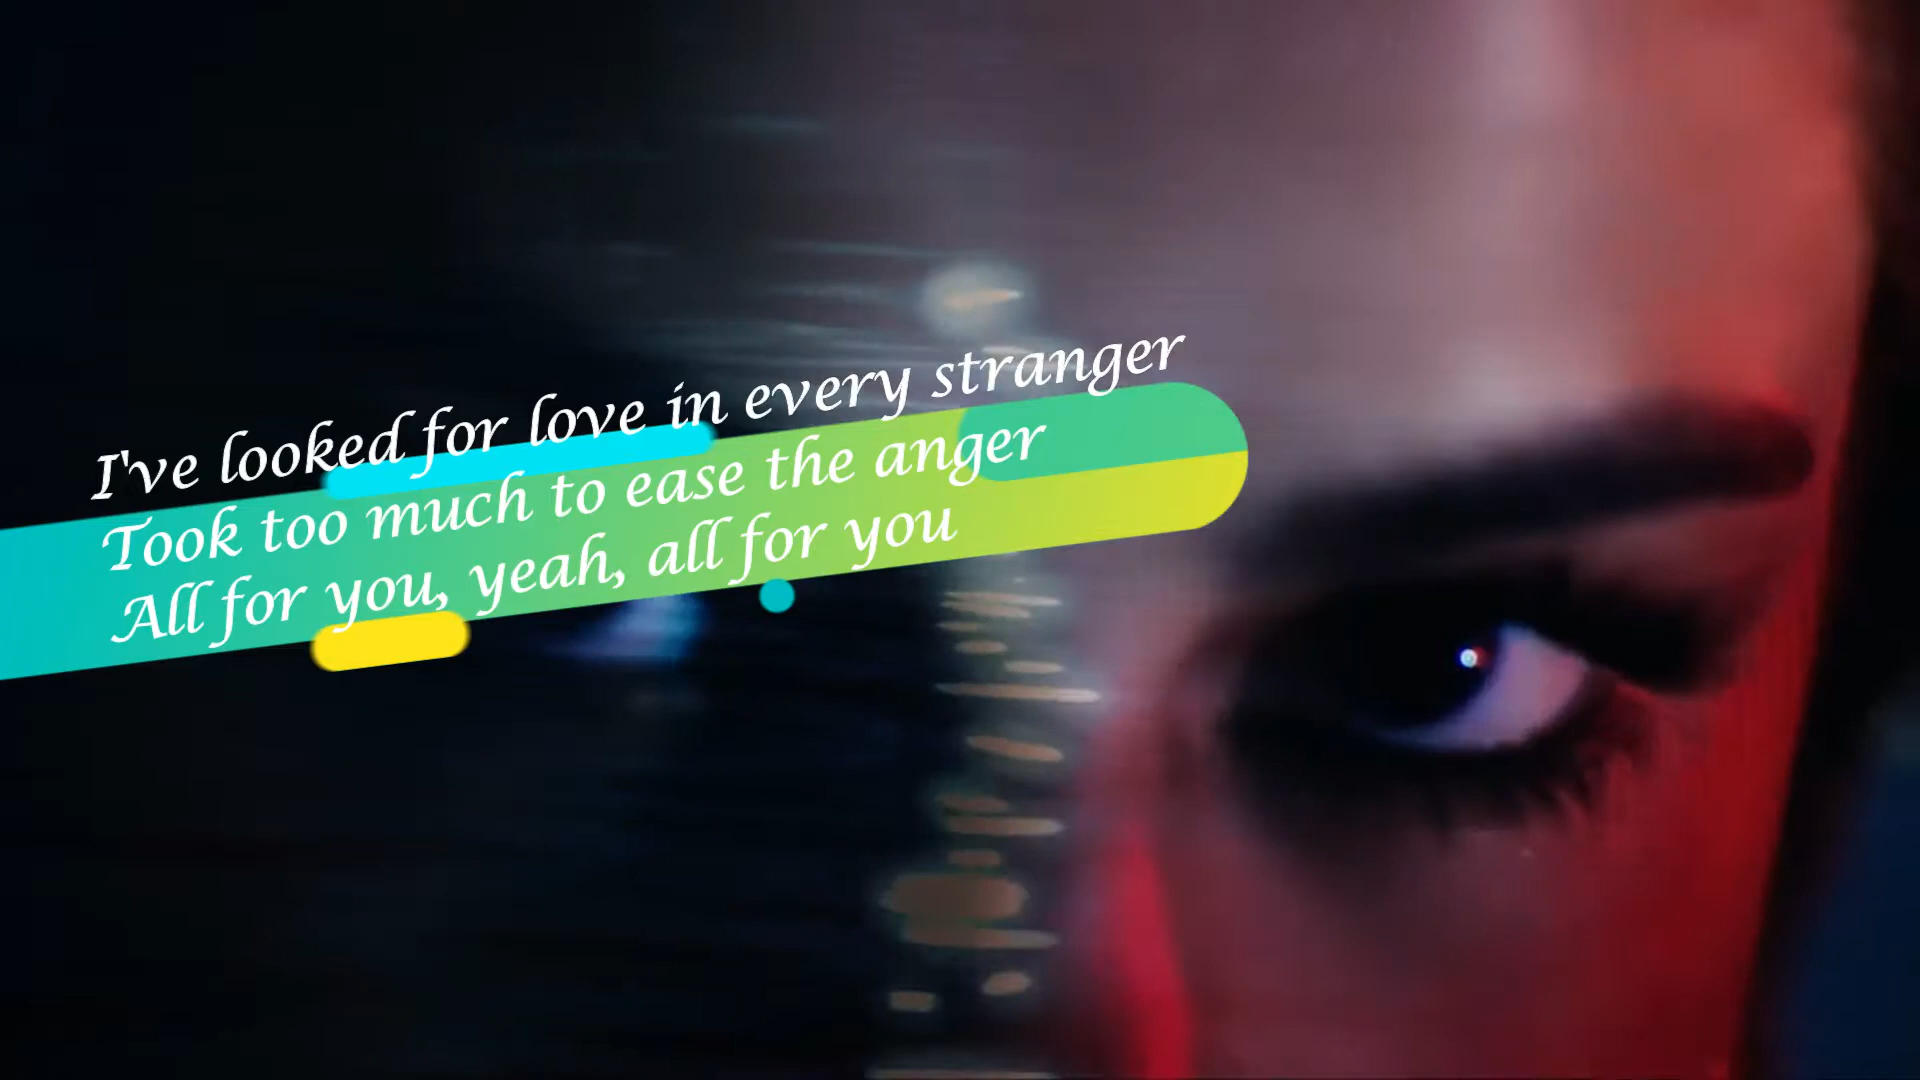 I've looked for love in every stranger
Took too much to ease the anger
All for you, yeah, all for you